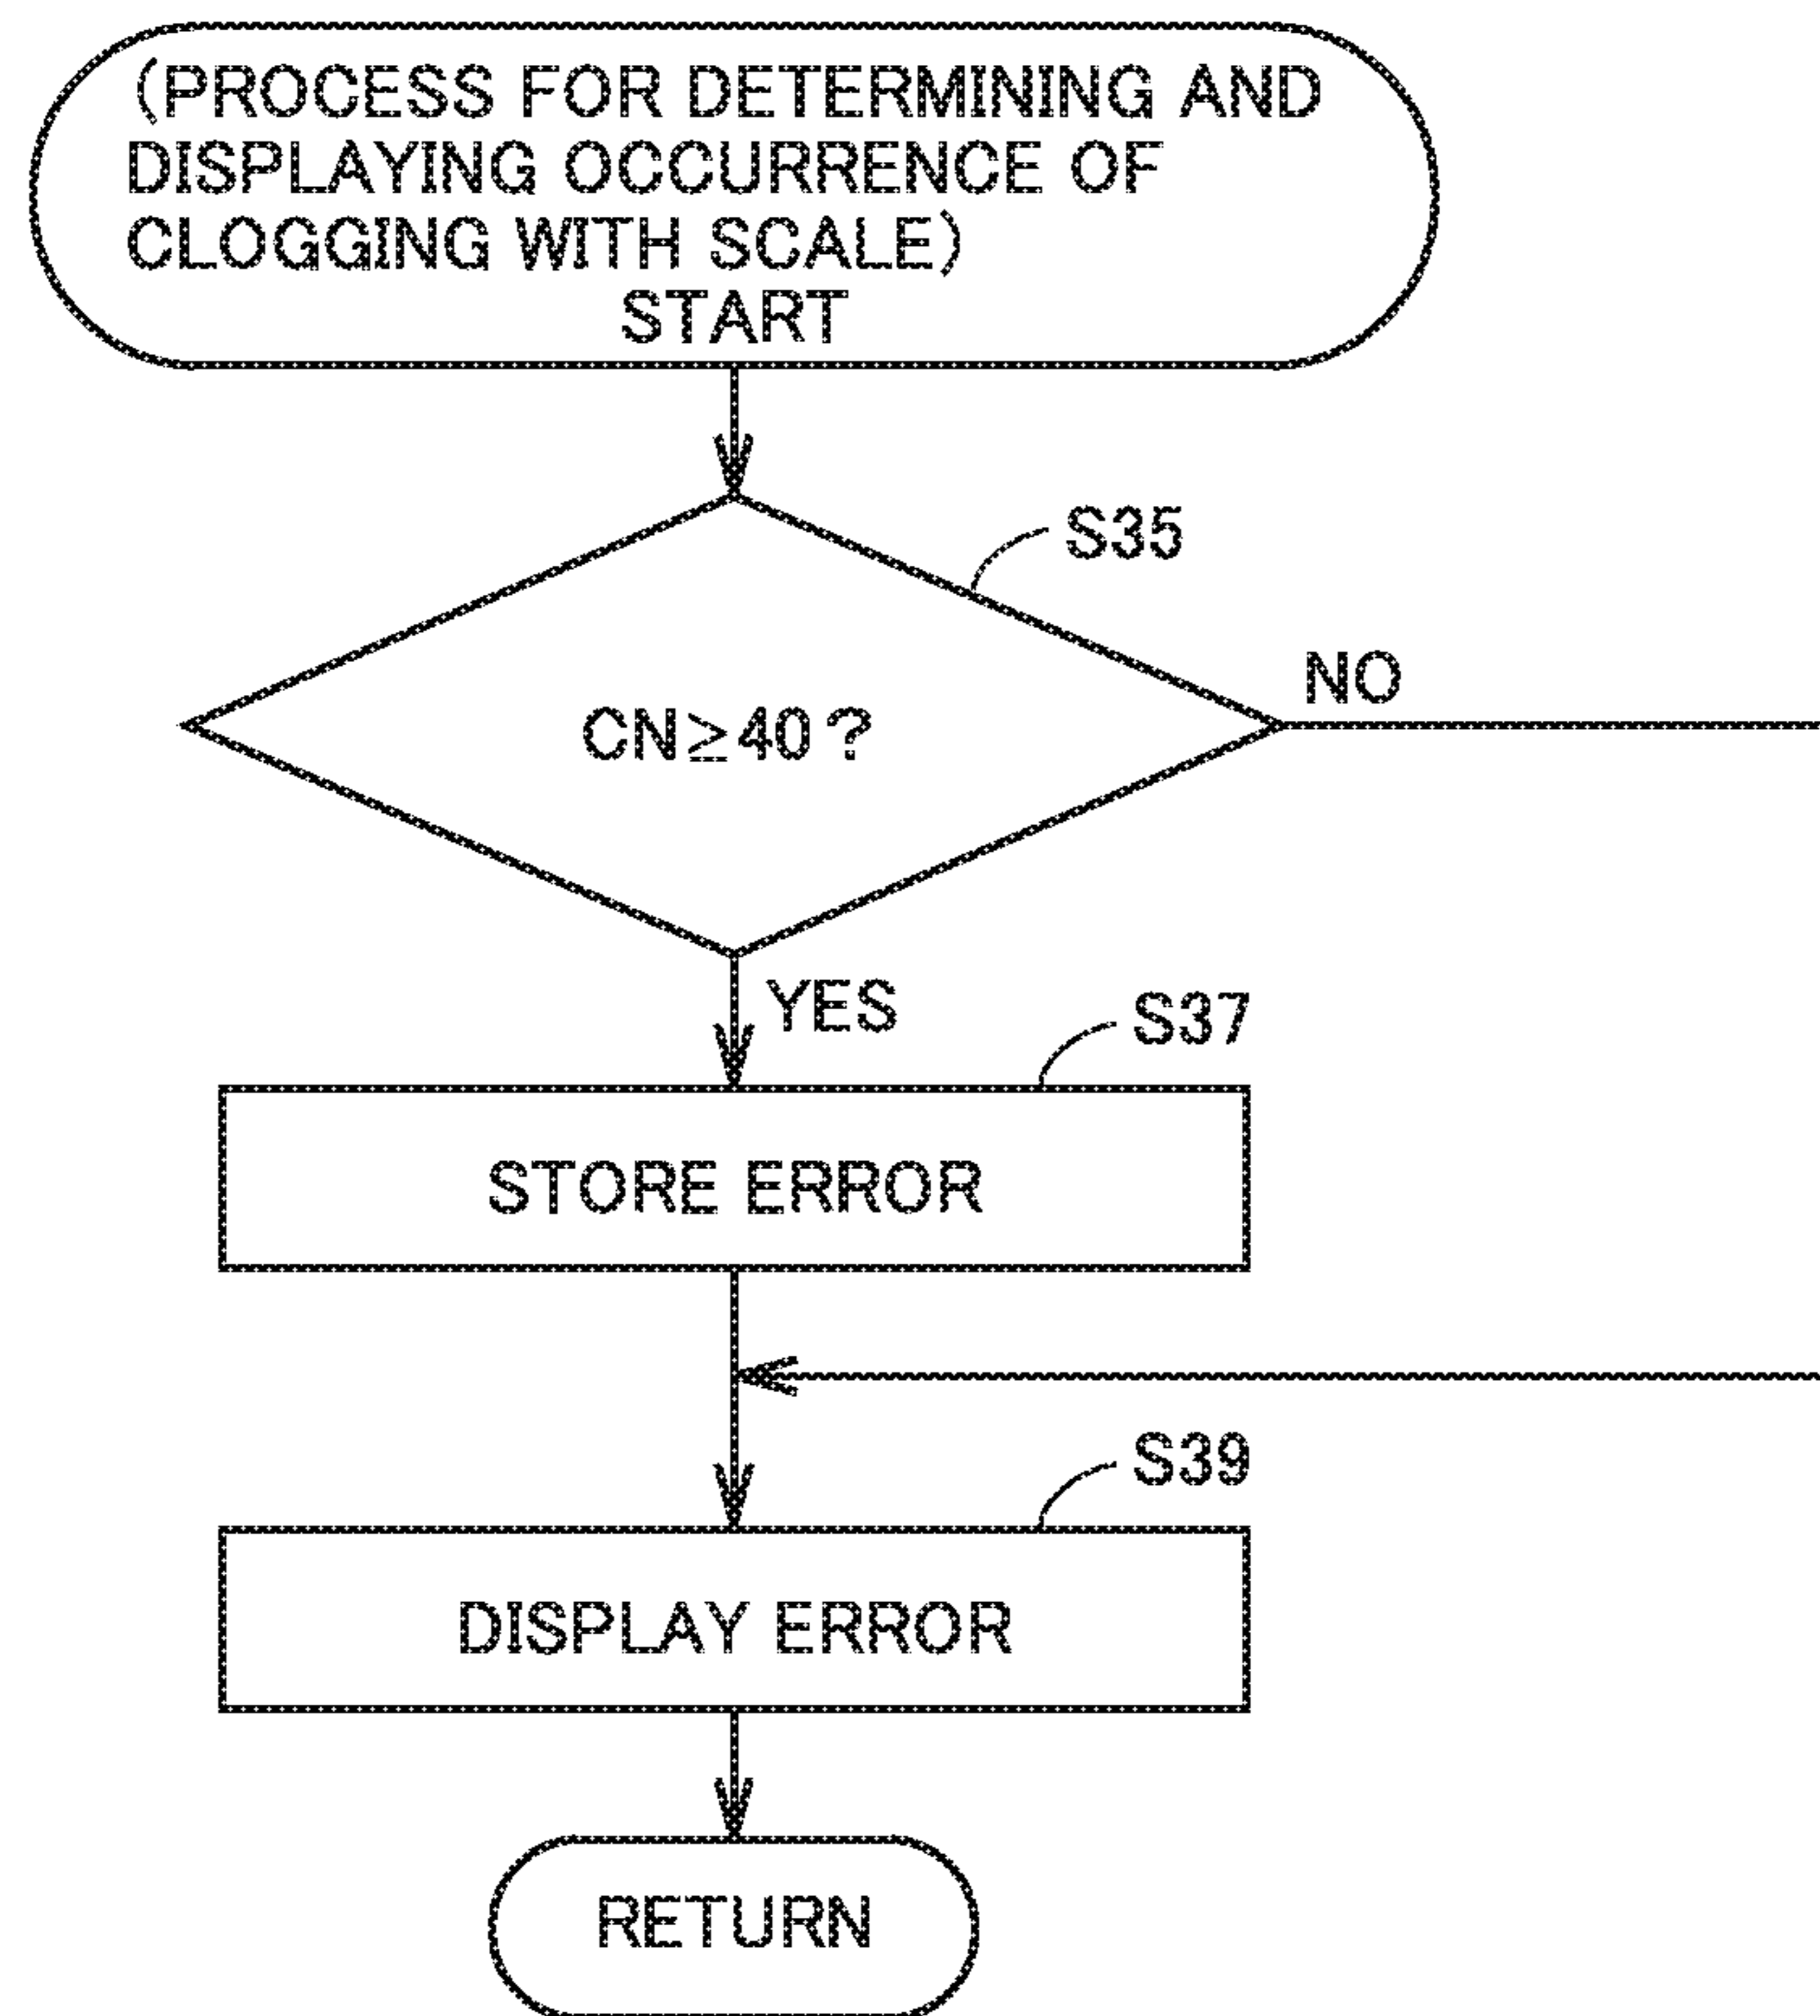 (PROCESS FOR DETERMINING AND
DISPLAYING OCCURRENCE OF
CLOGGING WITH SCALE)
START
S35
NO
CN≧40?
YES
S37
STORE ERROR
S39
DISPLAY ERROR
RETURN